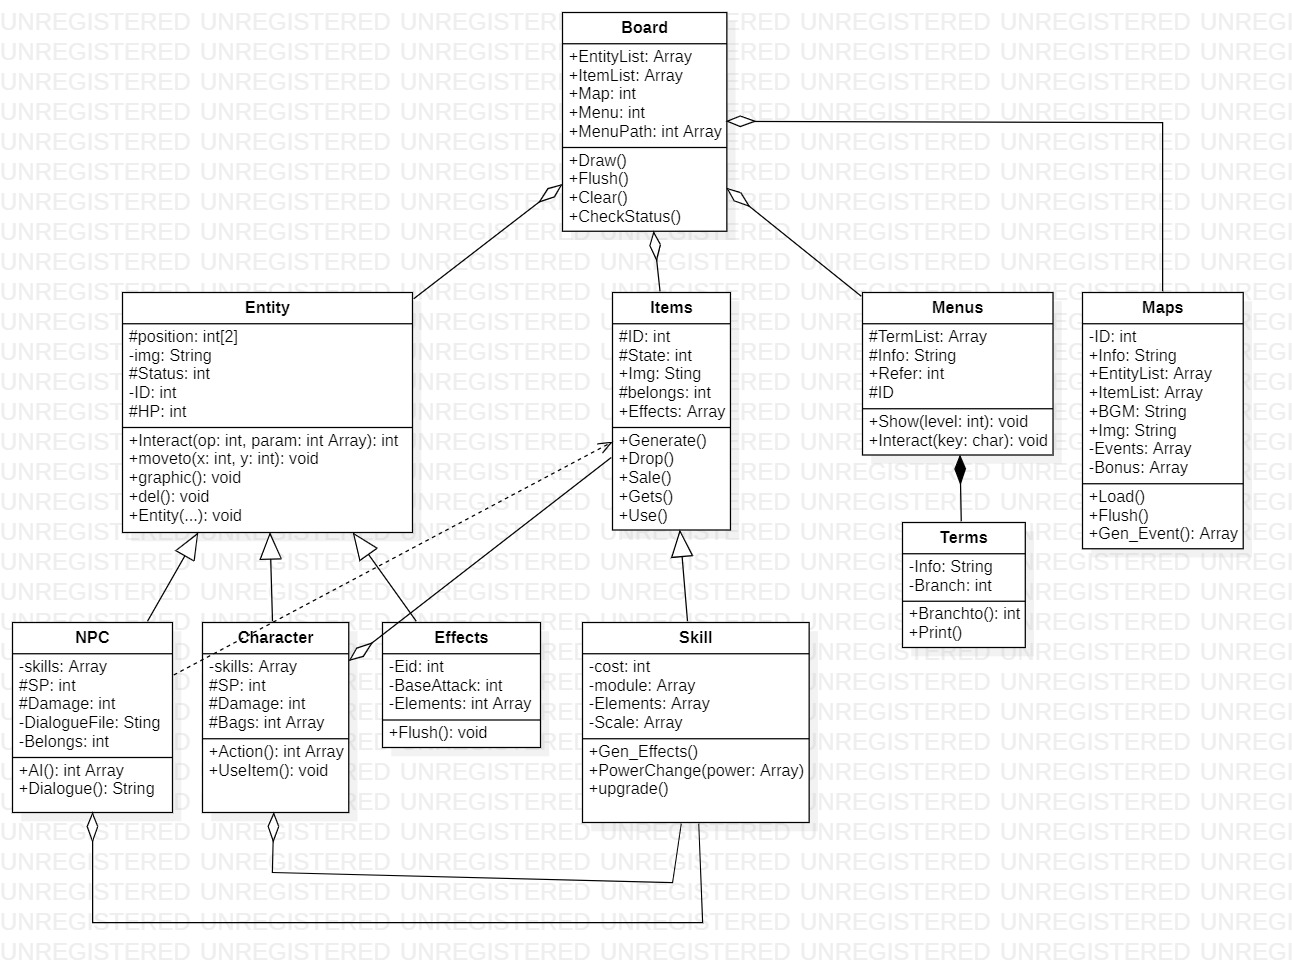 Board
+EntityList: Array
+ItemList: Array
+Map: int
+Menu: int
+MenuPath: int Array
+Draw()
+Flush()
+Clear()
+CheckStatus()
Entity
#position: int[2]
-img: String
#Status: int
-ID: int
#HP: int
+Interact(op: int, param: int Array): int
+moveto(x: int, y: int): void
+graphic(): void
+del(): void
+Entity(...): void
Items
#ID: int
#State: int
+Img: Sting
#belongs: int
+Effects: Array
+Generate()
+Drop()
+Sale()
+Gets()
+Use()
Menus
#TermList: Array
#Info: String
+Refer: int
#ID
+Show(level: int): void
+Interact(key: char): void
Maps
-ID: int
+Info: String
+EntityList: Array
+ItemList: Array
+BGM: String
+Img: String
-Events: Array
-Bonus: Array
+Load()
+Flush()
+Gen_Event(): Array
Terms
-Info: String
-Branch: int
+Branchto(): int
+Print()
NPC
-skills: Array
#SP: int
#Damage: int
-DialogueFile: Sting
-Belongs: int
+AI(): int Array
+Dialogue(): String
Character
-skills: Array
#SP: int
#Damage: int
#Bags: int Array
+Action(): int Array
+UseItem(): void
Effects
-Eid: int
-BaseAttack: int
-Elements: int Array
+Flush(): void
Skill
-cost: int
-module: Array
-Elements: Array
-Scale: Array
+Gen_Effects()
+PowerChange(power: Array)
+upgrade()
UNREGISTERED